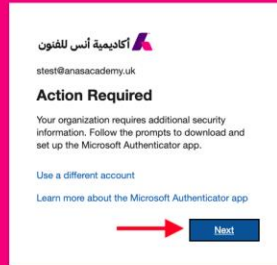 أكاديمية أنس للفنون
stest@anasacademy.uk
Action Required
Your organization requires additional security
information. Follow the prompts to download and
set up the Microsoft Authenticator app.
Use a different account
Learn more about the Microsoft Authenticator app
Next